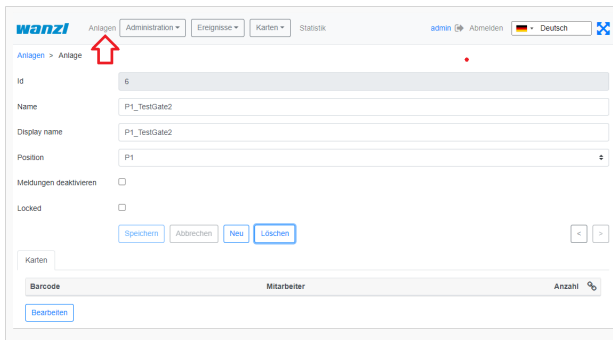 wanzl Anlagen Administration Ereignisse Karten Statistik admin Abmelden Deutsch
Anlagen > Anlage
Id 6
Name P1_TestGate2
Display name P1_TestGate2
Position P1
Meldungen deaktivieren
Locked
Speichern Abbrechen Neu Löschen < >
Karten
Barcode Mitarbeiter Anzahl
Bearbeiten